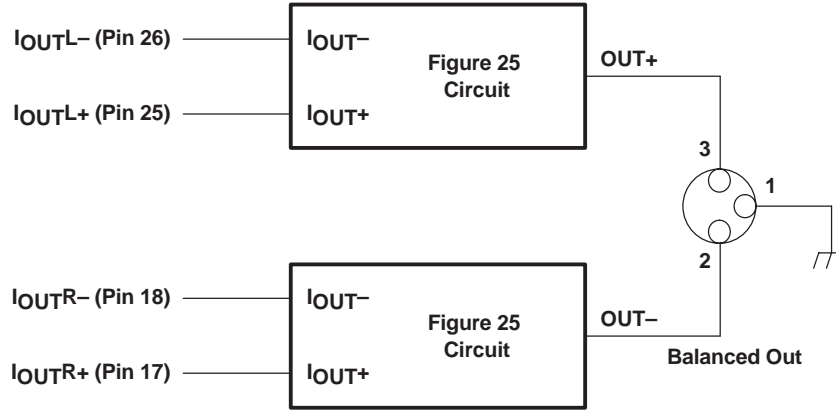 IOUTL– (Pin 26)
IOUT–
Figure 25
Circuit
OUT+
IOUTL+ (Pin 25)
IOUT+
3
1
2
IOUTR– (Pin 18)
IOUT–
Figure 25
Circuit
OUT–
Balanced Out
IOUTR+ (Pin 17)
IOUT+